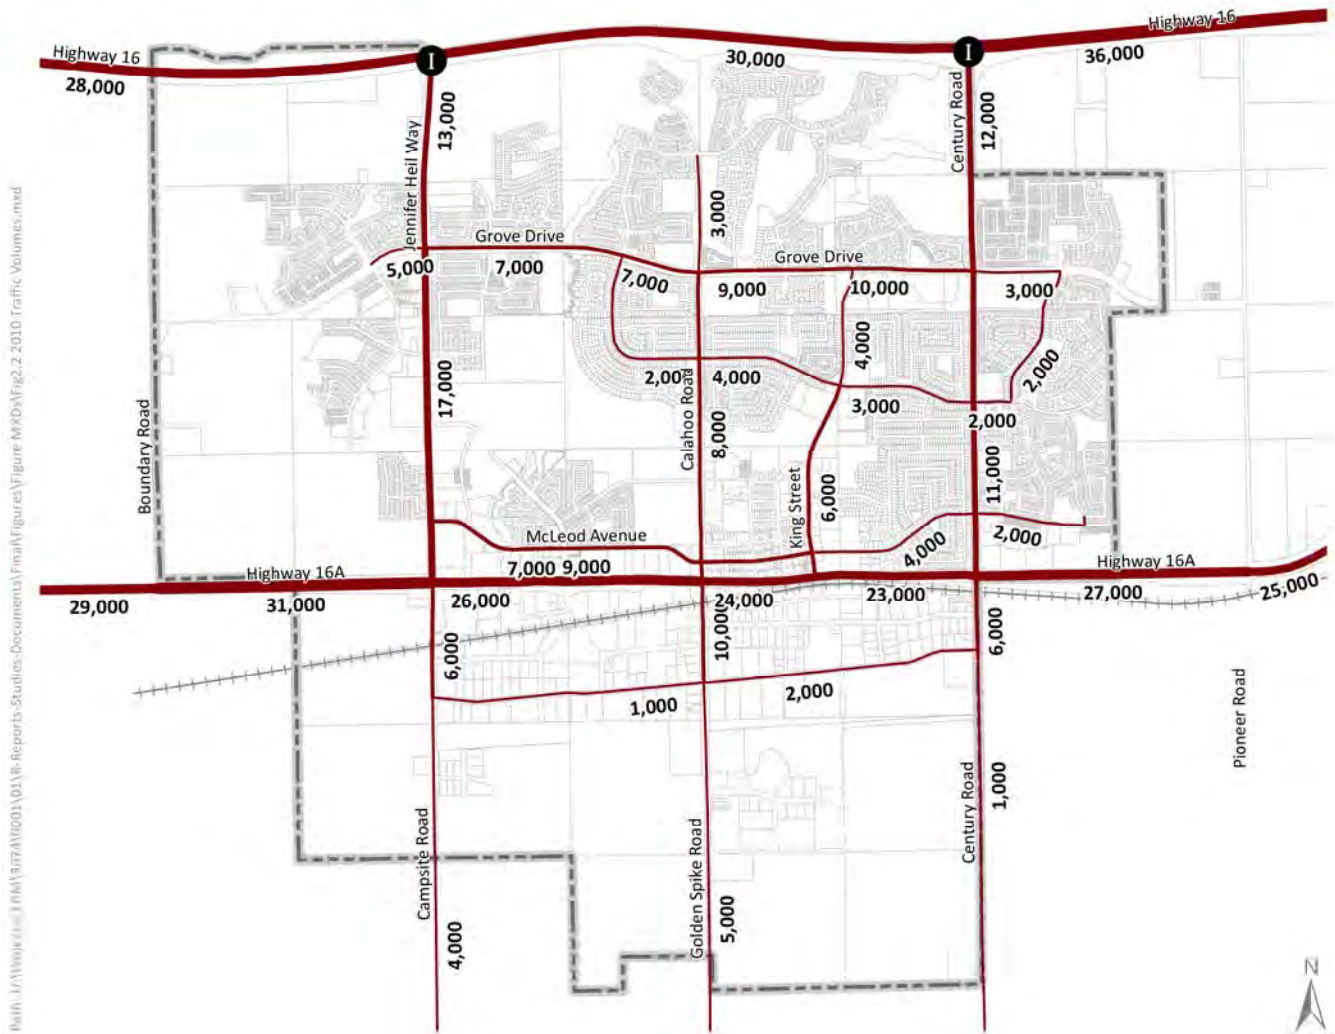 Highway 16
Highway 16
I
I
28,000
30,000
36,000
13,000
Century Road
12,000
Jennifer Heil Way
3,000
Grove Drive
Grove Drive
5,000
7,000
7,000
9,000
10,000
3,000
4,000
2,000
17,000
2,000
4,000
3,000
2,000
Calahoo Road
8,000
Boundary Road
11,000
King Street
6,000
McLeod Avenue
4,000
2,000
7,000 9,000
Highway 16A
Highway 16A
29,000
31,000
26,000
24,000
23,000
27,000
25,000
6,000
10,000
6,000
1,000
2,000
Pioneer Road
1,000
Campsite Road
Golden Spike Road
Century Road
4,000
5,000
N
2010 Traffic Volumes.mxd